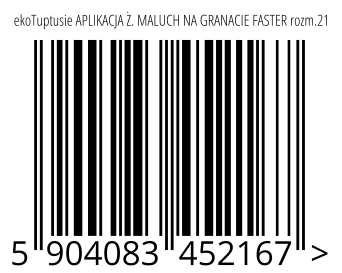 ekoTuptusie APLIKACJA Ż. MALUCH NA GRANACIE FASTER rozm.21
5 904083 452167 >